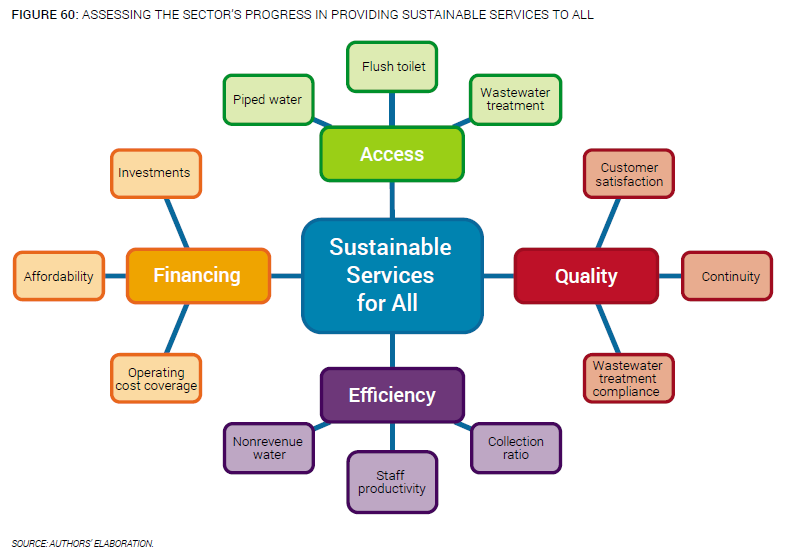 FIGURE 60: ASSESSING THE SECTOR'S PROGRESS IN PROVIDING SUSTAINABLE SERVICES TO ALL
Flush toilet
Piped water
Wastewater
treatment
Access
Investments
Customer
satisfaction
Sustainable
Services
for All
Affordability
Financing
Quality
Continuity
Operating
cost coverage
Wastewater
treatment
compliance
Efficiency
Nonrevenue
water
Staff
productivity
Collection
ratio
SOURCE: AUTHORS' ELABORATION.